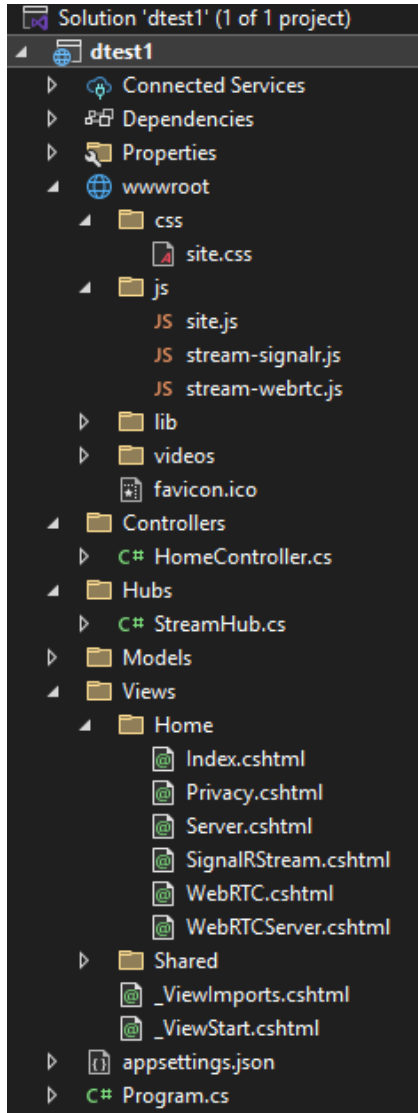 Solution 'dtest1' (1 of 1 project)
dtest1
Connected Services
Dependencies
Properties
wwwroot
css
site.css
js
JS site.js
JS stream-signalr.js
JS stream-webrtc.js
lib
videos
favicon.ico
Controllers
C# HomeController.cs
Hubs
C# StreamHub.cs
Models
Views
Home
@ Index.cshtml
@ Privacy.cshtml
@ Server.cshtml
@ SignalRStream.cshtml
@ WebRTC.cshtml
@ WebRTCServer.cshtml
Shared
@ _ViewImports.cshtml
@ _ViewStart.cshtml
appsettings.json
C# Program.cs